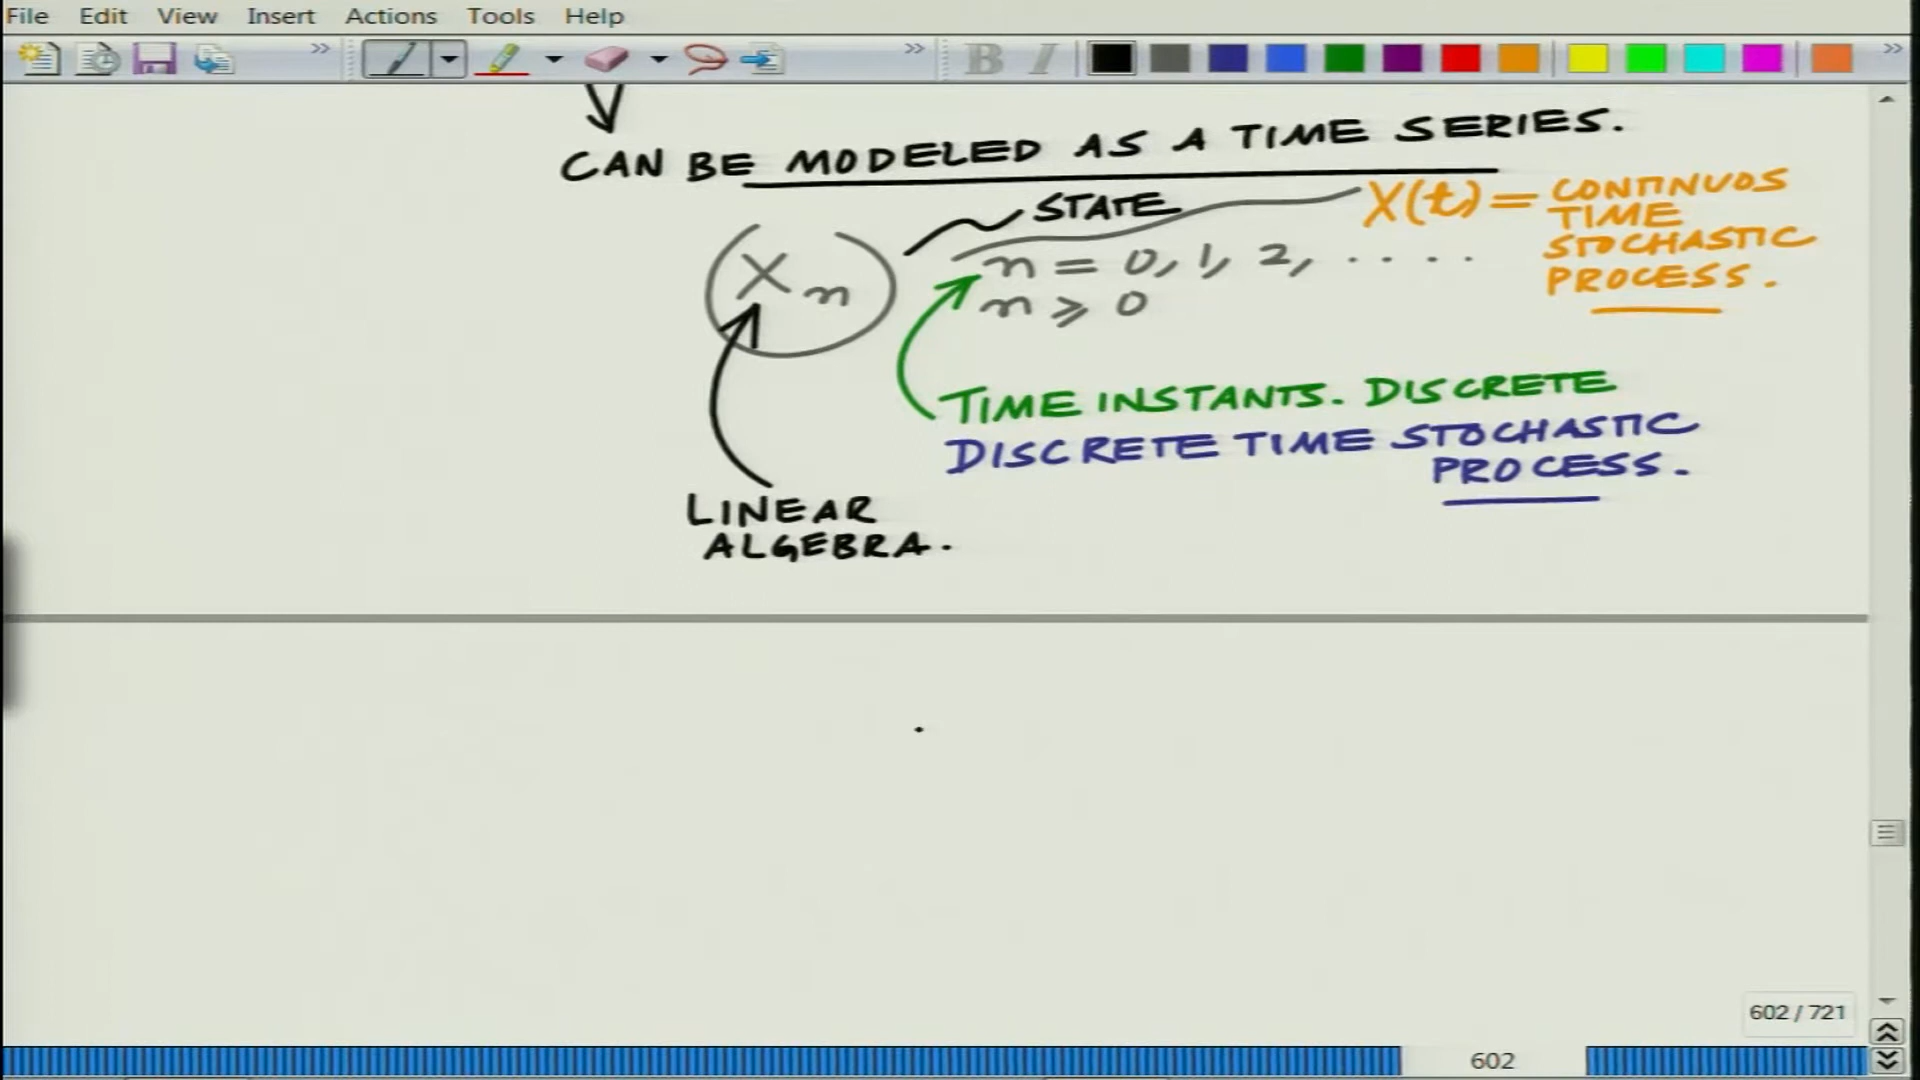 File Edit View Insert Actions Tools Help
B I
CAN BE MODELED AS A TIME SERIES.
STATE
X(t) = CONTINUOS
TIME
STOCHASTIC
PROCESS.
Xn
n = 0, 1, 2, . . . .
n ⩾ 0
TIME INSTANTS. DISCRETE
DISCRETE TIME STOCHASTIC
PROCESS.
LINEAR
ALGEBRA.
602 / 721
602